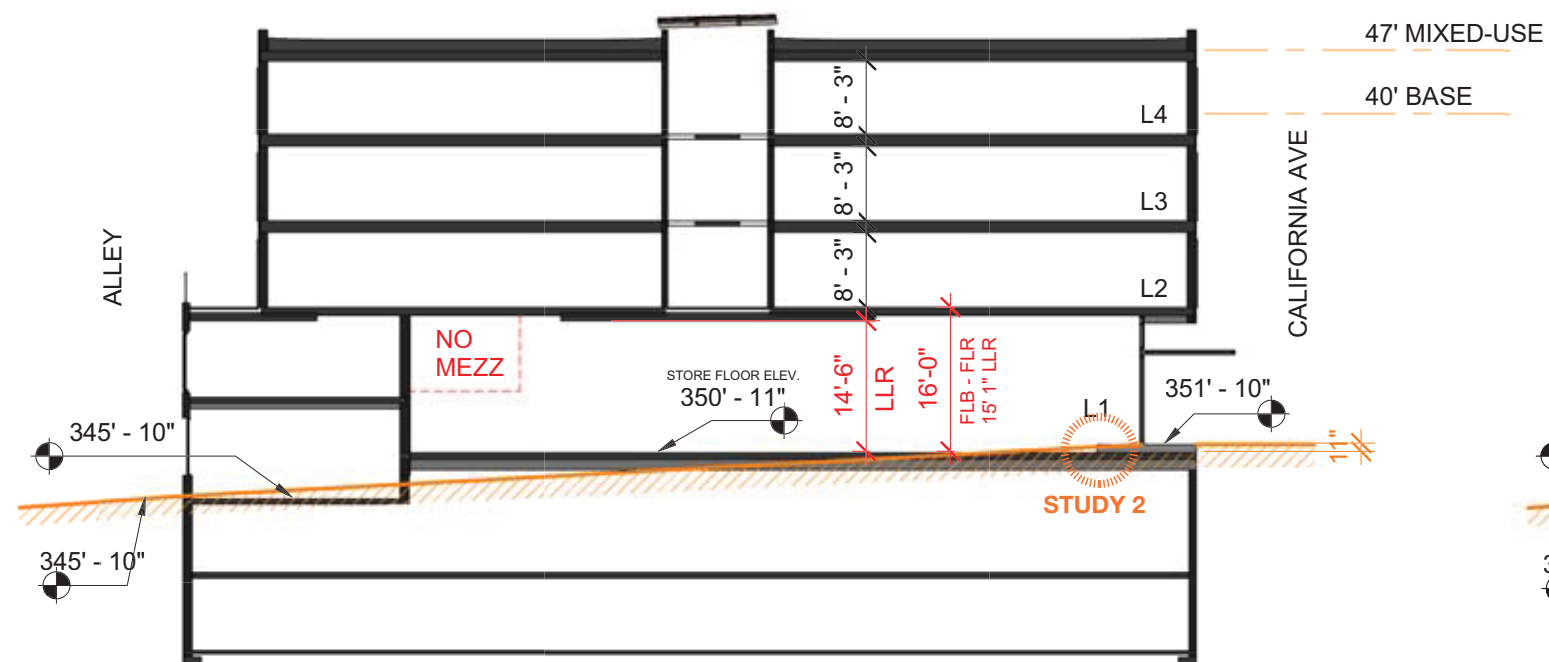 47' MIXED-USE
40' BASE
8' - 3"
L4
8' - 3"
L3
8' - 3"
L2
ALLEY
CALIFORNIA AVE
NO
MEZZ
STORE FLOOR ELEV.
350' - 11"
14'-6"
LLR
16'-0"
FLB - FLR
15' 1" LLR
L1
351' - 10"
11"
345' - 10"
STUDY 2
345' - 10"
3